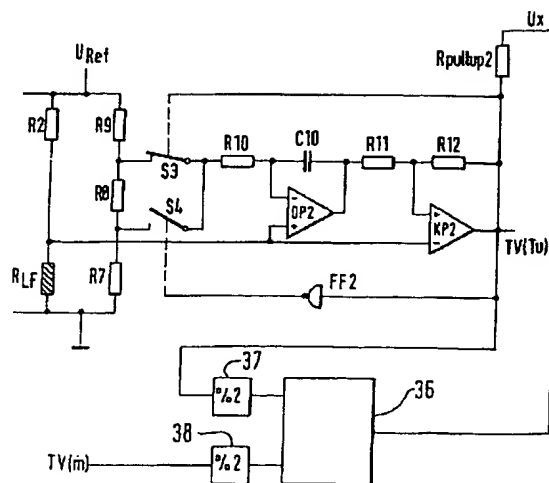 Ux
U Ref
Rpullup2
R2
R9
S3
R10
C10
R11
R12
R8
S4
OP2
KP2
TV(Tu)
RLF
R7
FF2
37
°/° 2
36
38
°/° 2
TV(ṁ)